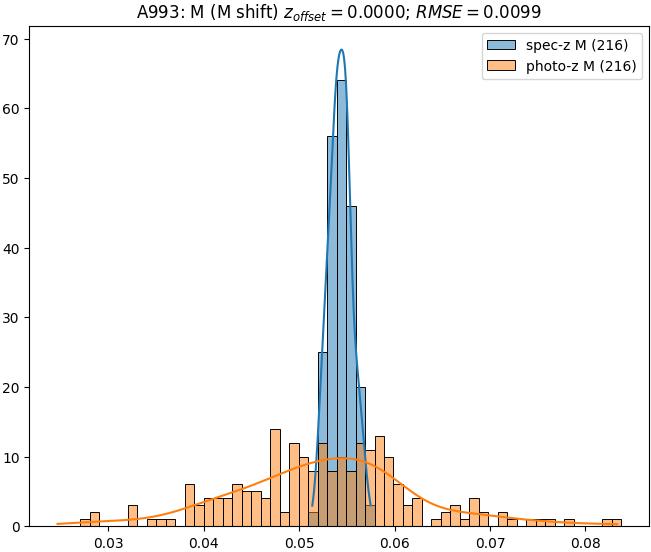 A993: M (M shift) z_offset = 0.0000; RMSE = 0.0099
spec-z M (216)
photo-z M (216)
70
60
50
40
30
20
10
0
0.03 0.04 0.05 0.06 0.07 0.08